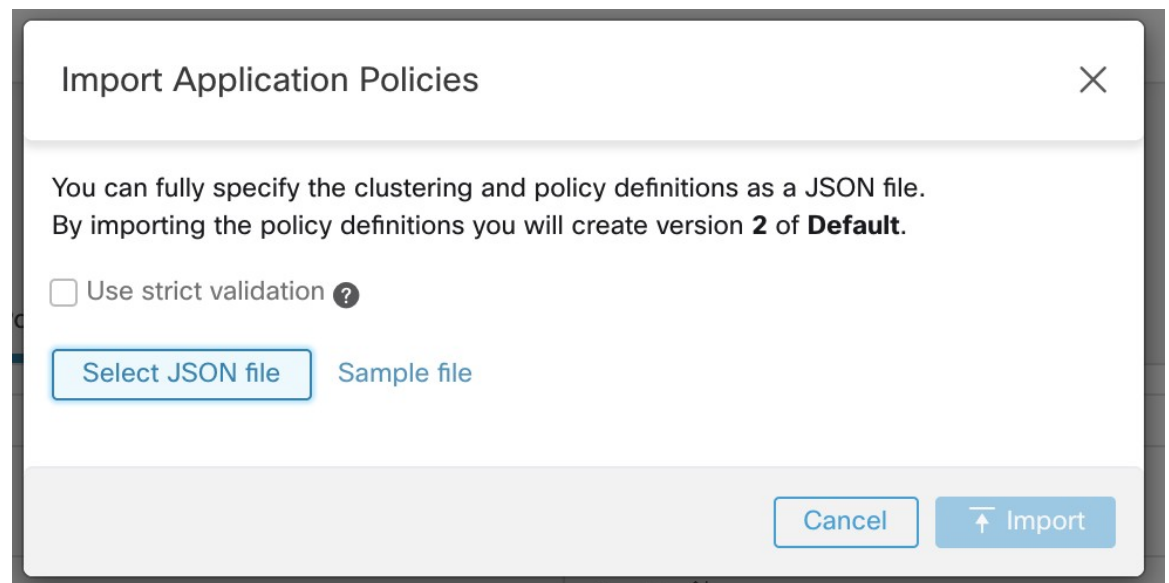 Import Application Policies
You can fully specify the clustering and policy definitions as a JSON file.
By importing the policy definitions you will create version 2 of Default.
Use strict validation ?
Select JSON file Sample file
Cancel Import